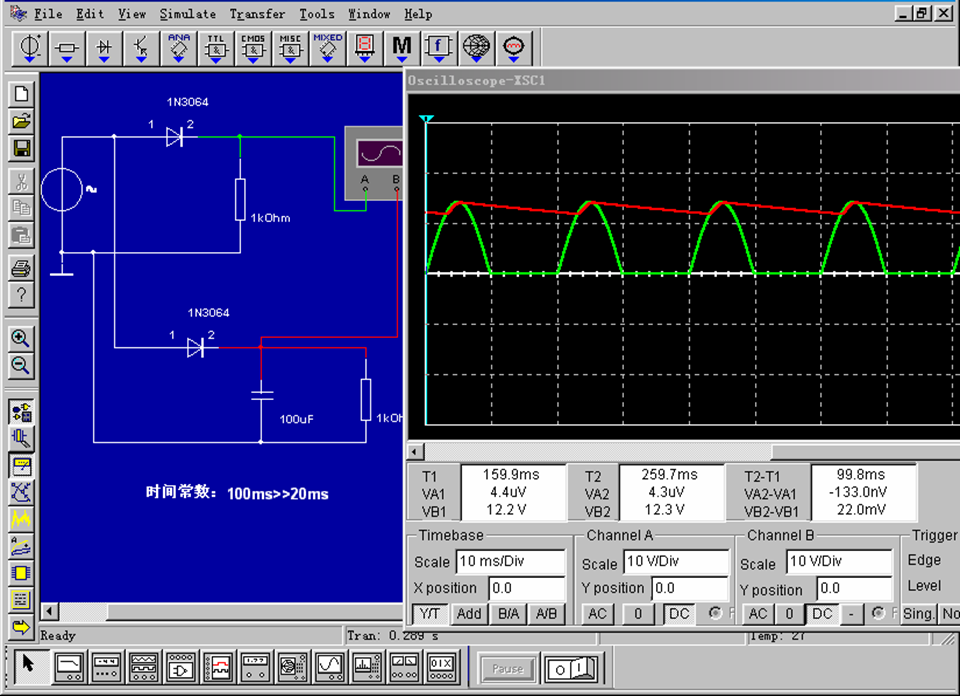 File Edit View Simulate Transfer Tools Window Help
ANA TTL CMOS MISC MIXED M f
Oscilloscope-XSC1
1N3064
1 2
A B
1kOhm
1N3064
1 2
100uF
1kOh
时间常数：100ms>>20ms
T1 159.9ms T2 259.7ms T2-T1 99.8ms
VA1 4.4uV VA2 4.3uV VA2-VA1 -133.0nV
VB1 12.2 V VB2 12.3 V VB2-VB1 22.0mV
Timebase Channel A Channel B Trigger
Scale 10 ms/Div Scale 10 V/Div Scale 10 V/Div Edge
X position 0.0 Y position 0.0 Y position 0.0 Level
Y/T Add B/A A/B AC 0 DC AC 0 DC - Sing. No
Ready Tran: 0.289 s Temp: 27
Pause